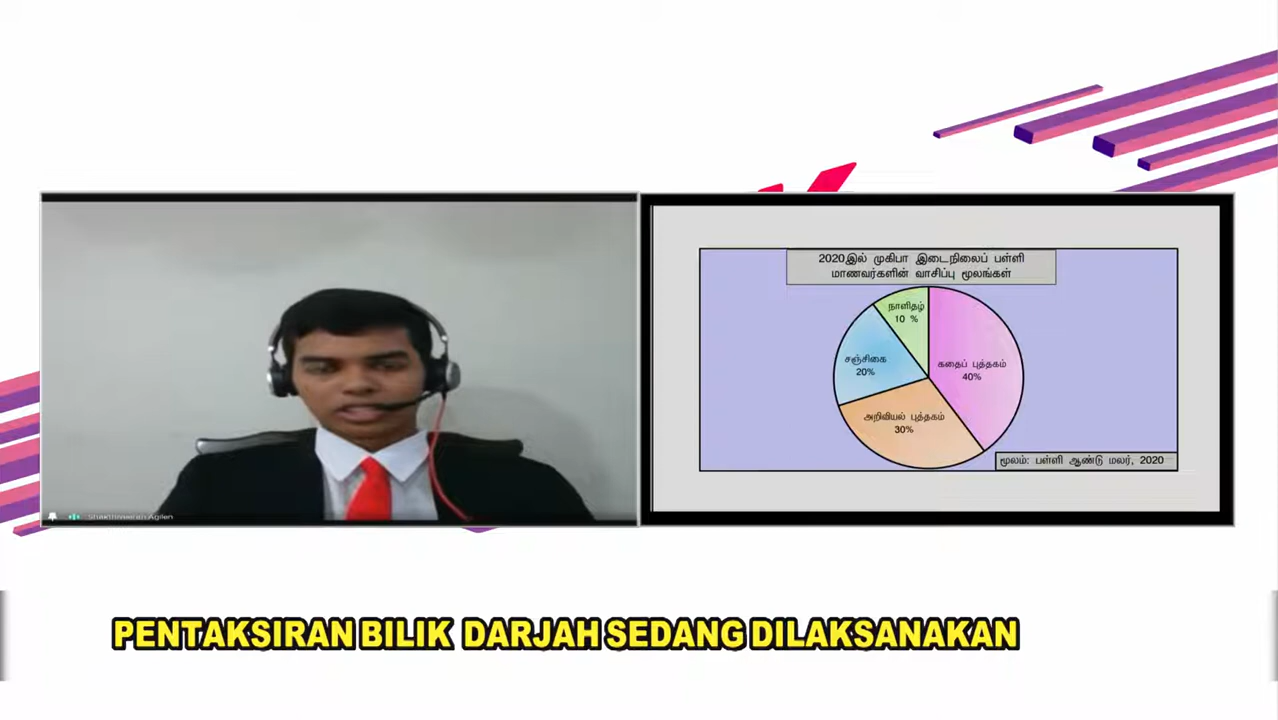 2020இல் முகிபா இடைநிலைப் பள்ளி
மாணவர்களின் வாசிப்பு மூலங்கள்
நாளிதழ்
10 %
சஞ்சிகை
20%
கதைப் புத்தகம்
40%
அறிவியல் புத்தகம்
30%
மூலம்: பள்ளி ஆண்டு மலர், 2020
Agilen
PENTAKSIRAN BILIK DARJAH SEDANG DILAKSANAKAN